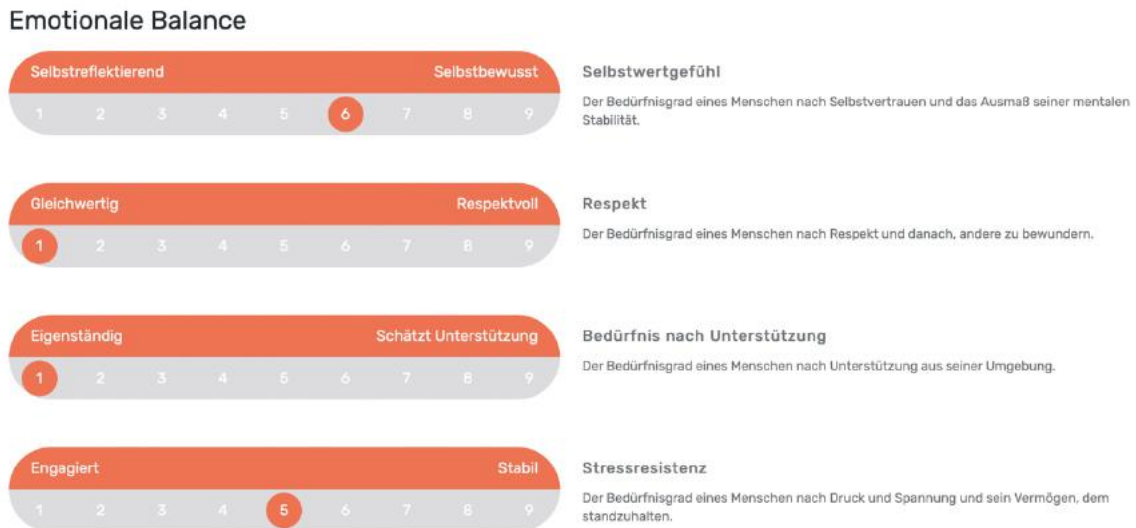 Emotionale Balance
Selbstreflektierend Selbstbewusst
1 2 3 4 5 6 7 8 9
Selbstwertgefühl
Der Bedürfnisgrad eines Menschen nach Selbstvertrauen und das Ausmaß seiner mentalen
Stabilität.
Gleichwertig Respektvoll
1 2 3 4 5 6 7 8 9
Respekt
Der Bedürfnisgrad eines Menschen nach Respekt und danach, andere zu bewundern.
Eigenständig Schätzt Unterstützung
1 2 3 4 5 6 7 8 9
Bedürfnis nach Unterstützung
Der Bedürfnisgrad eines Menschen nach Unterstützung aus seiner Umgebung.
Engagiert Stabil
1 2 3 4 5 6 7 8 9
Stressresistenz
Der Bedürfnisgrad eines Menschen nach Druck und Spannung und sein Vermögen, dem
standzuhalten.